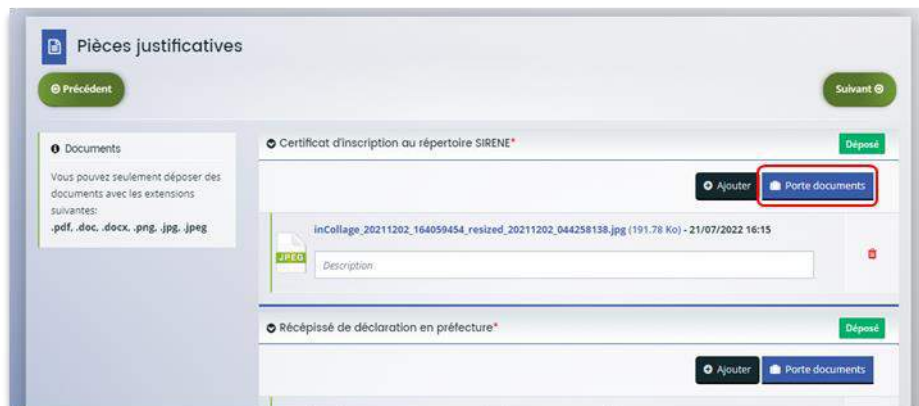 Pièces justificatives
Précédent
Suivant
Documents
Vous pouvez seulement déposer des
documents avec les extensions
suivantes:
.pdf, .doc, .docx, .png, .jpg, .jpeg
Certificat d'inscription au répertoire SIRENE*
Déposé
Ajouter
Porte documents
JPEG
inCollage_20211202_164059454_resized_20211202_044258138.jpg (191.78 Ko) - 21/07/2022 16:15
Description
Récépissé de déclaration en préfecture*
Déposé
Ajouter
Porte documents